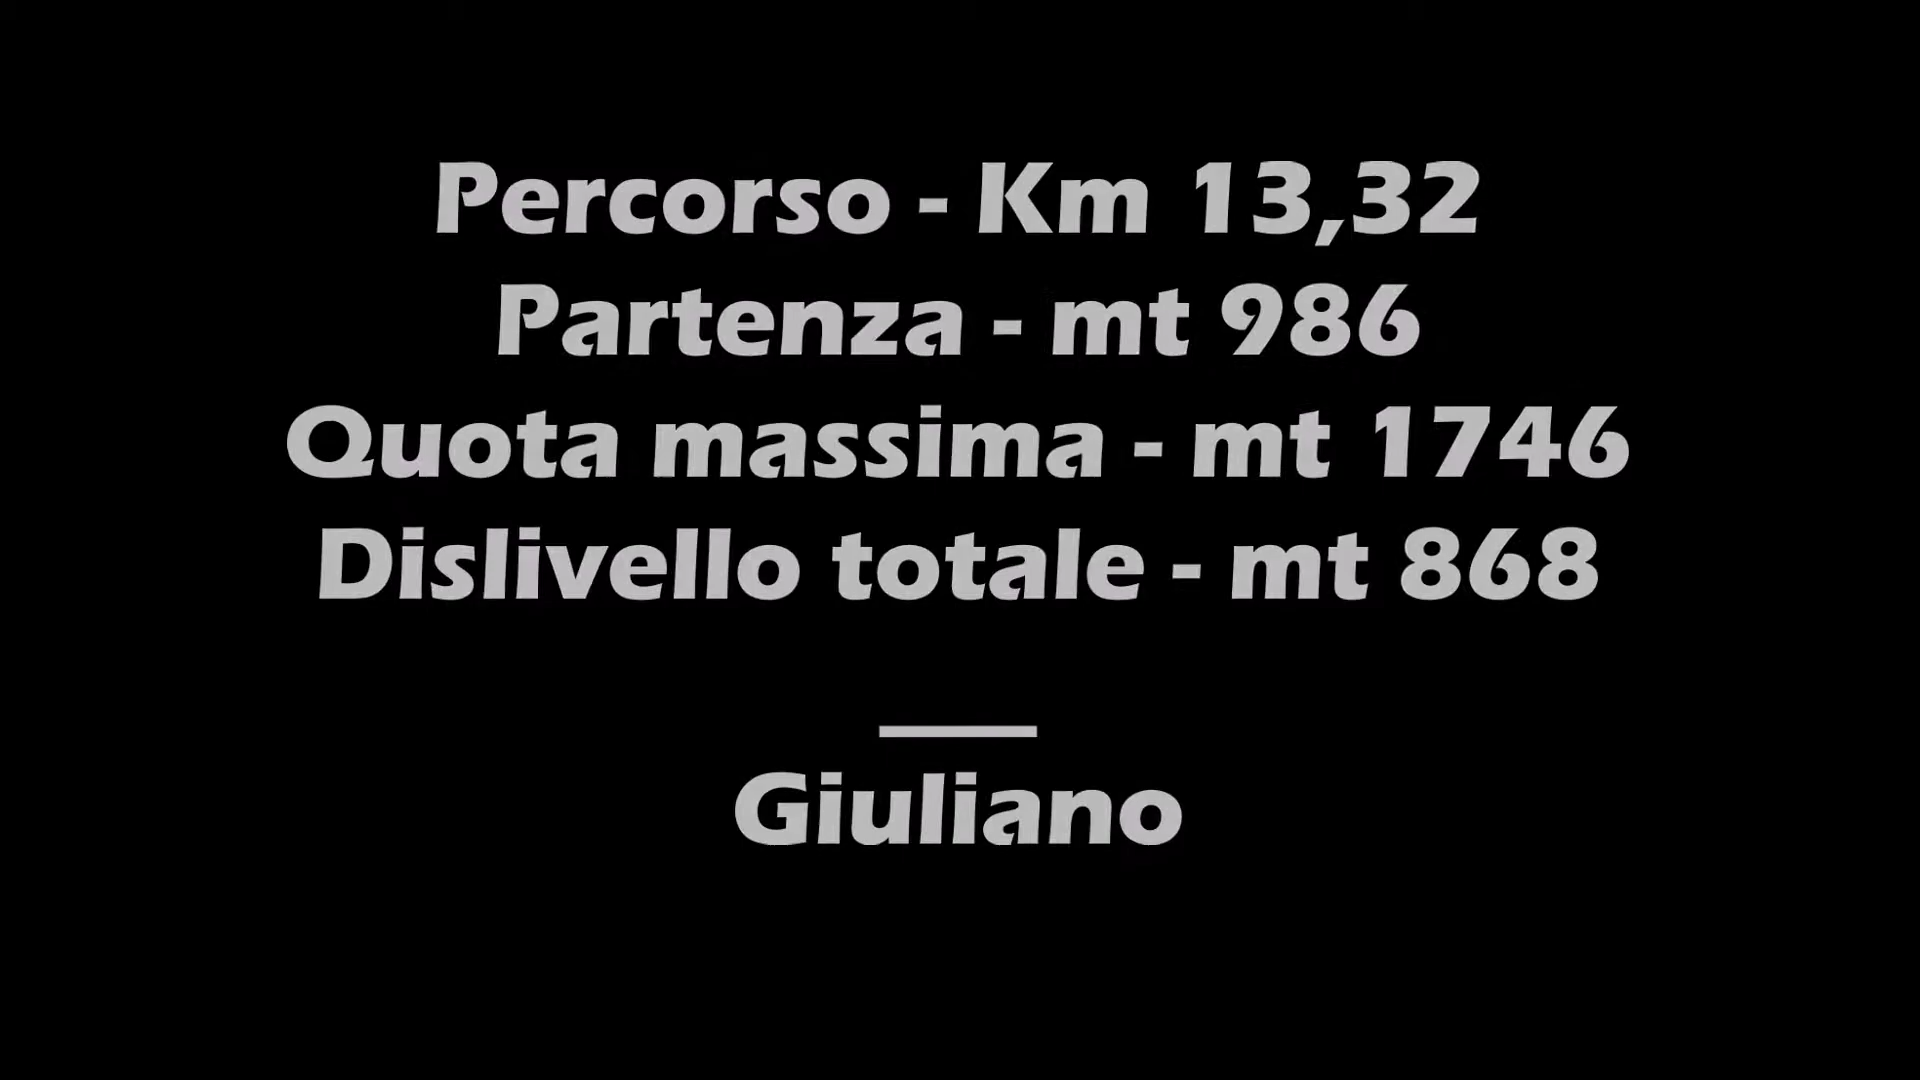 Percorso - Km 13,32
Partenza - mt 986
Quota massima - mt 1746
Dislivello totale - mt 868
Giuliano